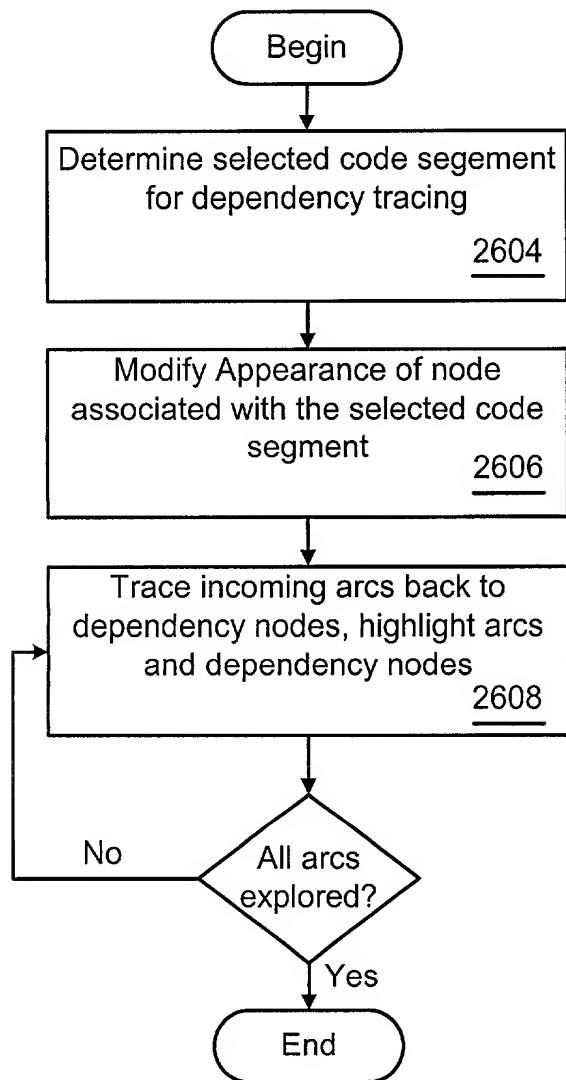 Begin
Determine selected code segement
for dependency tracing
2604
Modify Appearance of node
associated with the selected code
segment
2606
Trace incoming arcs back to
dependency nodes, highlight arcs
and dependency nodes
2608
No
All arcs
explored?
Yes
End